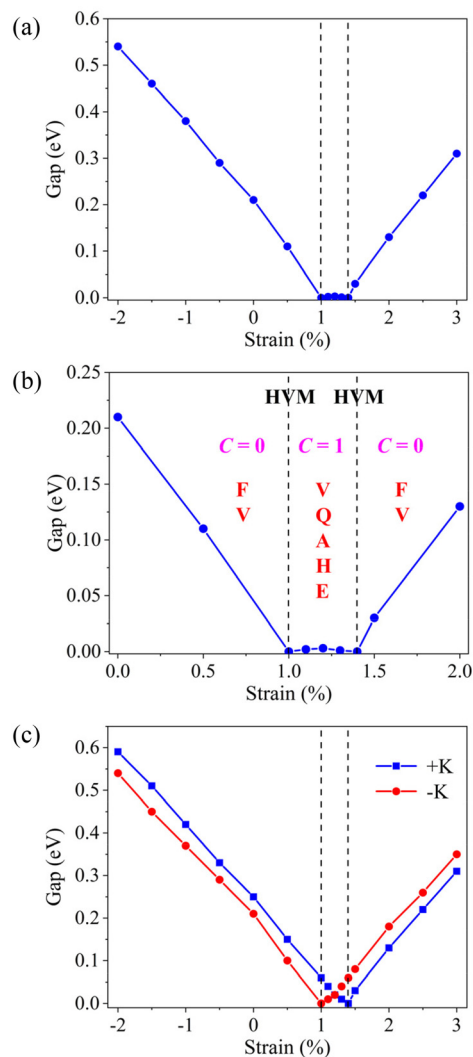 (a)
0.6
0.5
0.4
0.3
0.2
0.1
0.0
Gap (eV)
-2 -1 0 1 2 3
Strain (%)
(b)
0.25
0.20
0.15
0.10
0.05
0.00
Gap (eV)
HVM HVM
C = 0 C = 1 C = 0
F V F
V Q V
A
H
E
0.0 0.5 1.0 1.5 2.0
Strain (%)
(c)
0.6
0.5
0.4
0.3
0.2
0.1
0.0
Gap (eV)
+K
-K
-2 -1 0 1 2 3
Strain (%)